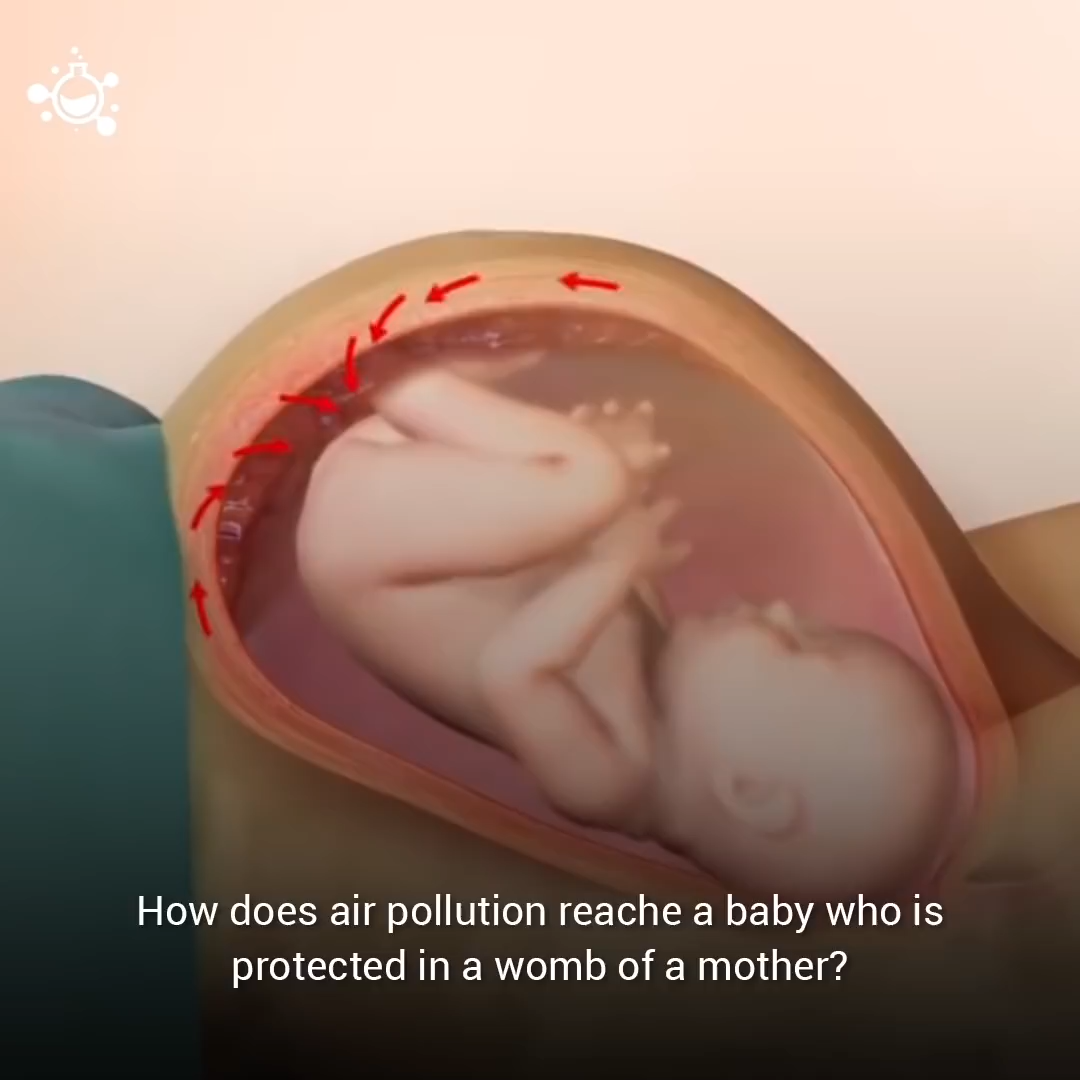 How does air pollution reache a baby who is
protected in a womb of a mother?